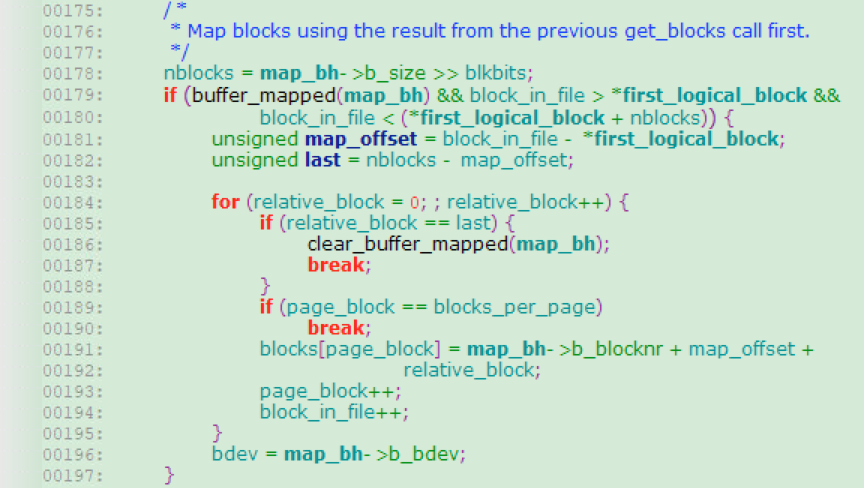 00175: /*
00176: * Map blocks using the result from the previous get_blocks call first.
00177: */
00178: nblocks = map_bh->b_size >> blkbits;
00179: if (buffer_mapped(map_bh) && block_in_file > *first_logical_block &&
00180: block_in_file < (*first_logical_block + nblocks)) {
00181: unsigned map_offset = block_in_file - *first_logical_block;
00182: unsigned last = nblocks - map_offset;
00183:
00184: for (relative_block = 0; ; relative_block++) {
00185: if (relative_block == last) {
00186: clear_buffer_mapped(map_bh);
00187: break;
00188: }
00189: if (page_block == blocks_per_page)
00190: break;
00191: blocks[page_block] = map_bh->b_blocknr + map_offset +
00192: relative_block;
00193: page_block++;
00194: block_in_file++;
00195: }
00196: bdev = map_bh->b_bdev;
00197: }